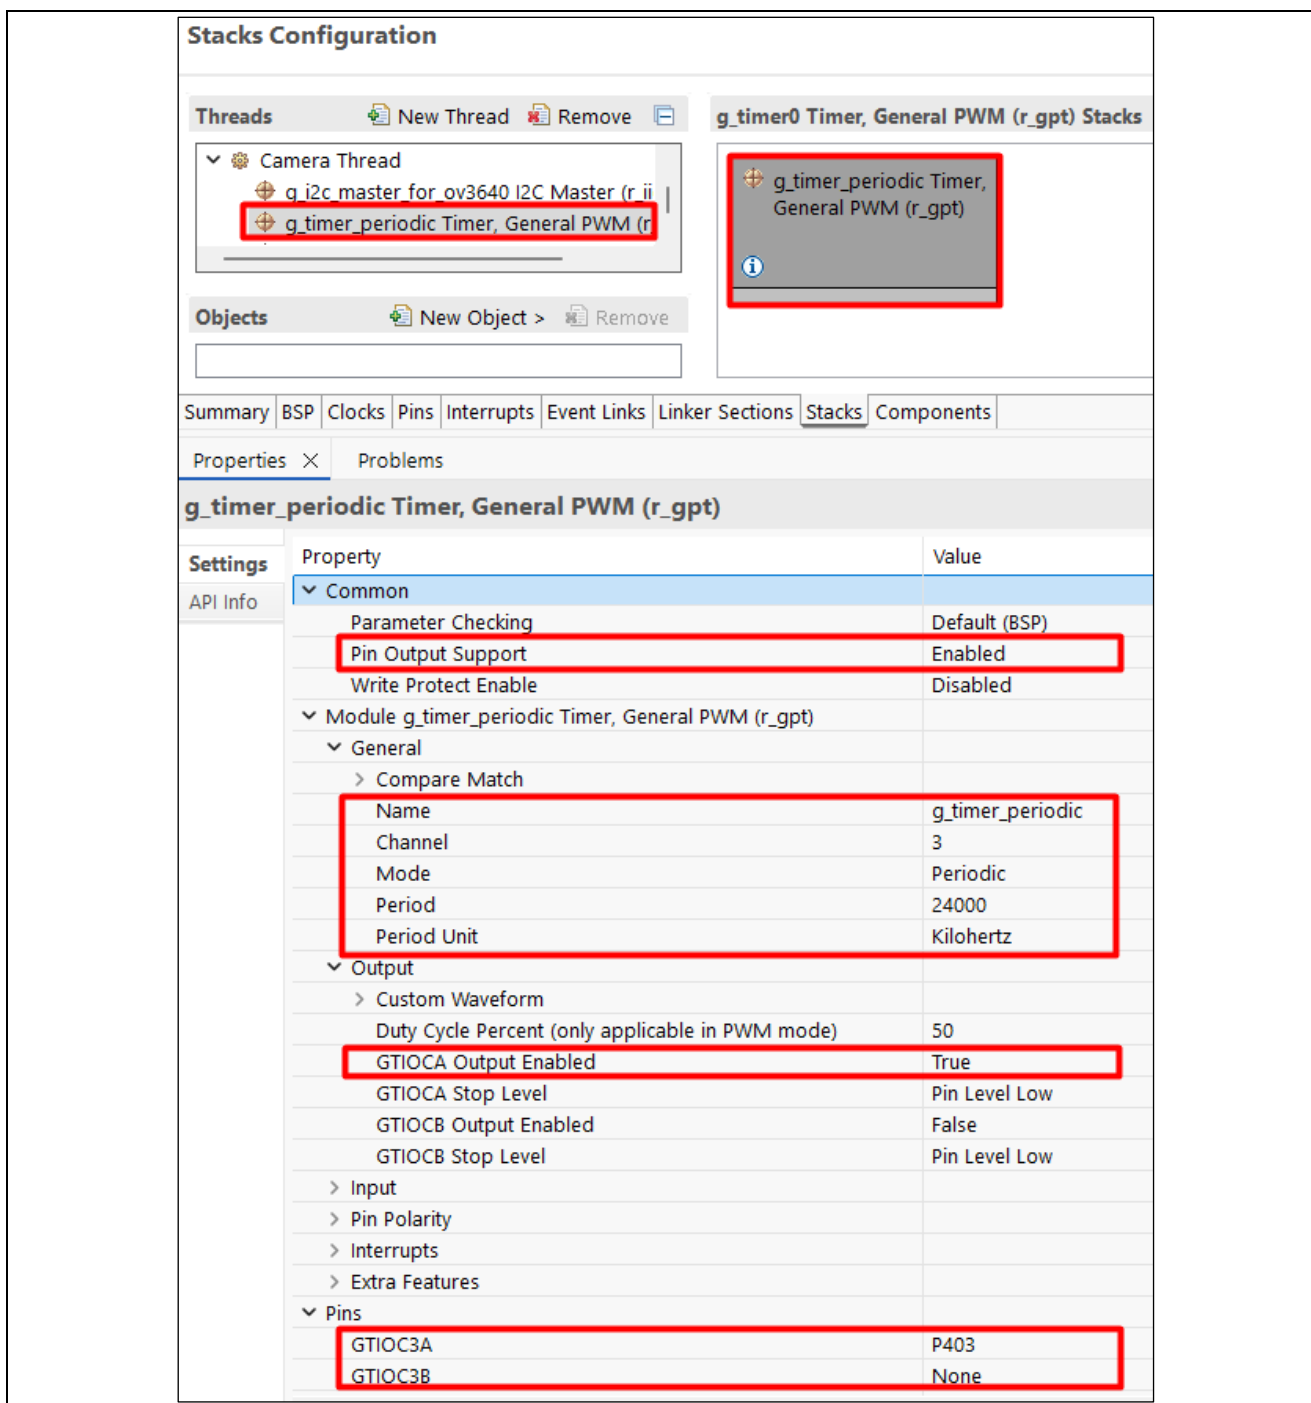 Stacks Configuration
Threads New Thread Remove
g_timer0 Timer, General PWM (r_gpt) Stacks
Camera Thread
g_i2c_master_for_ov3640 I2C Master (r_ii
g_timer_periodic Timer, General PWM (r_
g_timer_periodic Timer,
General PWM (r_gpt)
Objects New Object > Remove
Summary BSP Clocks Pins Interrupts Event Links Linker Sections Stacks Components
Properties Problems
g_timer_periodic Timer, General PWM (r_gpt)
Settings
API Info
Property Value
Common
Parameter Checking Default (BSP)
Pin Output Support Enabled
Write Protect Enable Disabled
Module g_timer_periodic Timer, General PWM (r_gpt)
General
Compare Match
Name g_timer_periodic
Channel 3
Mode Periodic
Period 24000
Period Unit Kilohertz
Output
Custom Waveform
Duty Cycle Percent (only applicable in PWM mode) 50
GTIOCA Output Enabled True
GTIOCA Stop Level Pin Level Low
GTIOCB Output Enabled False
GTIOCB Stop Level Pin Level Low
Input
Pin Polarity
Interrupts
Extra Features
Pins
GTIOC3A P403
GTIOC3B None